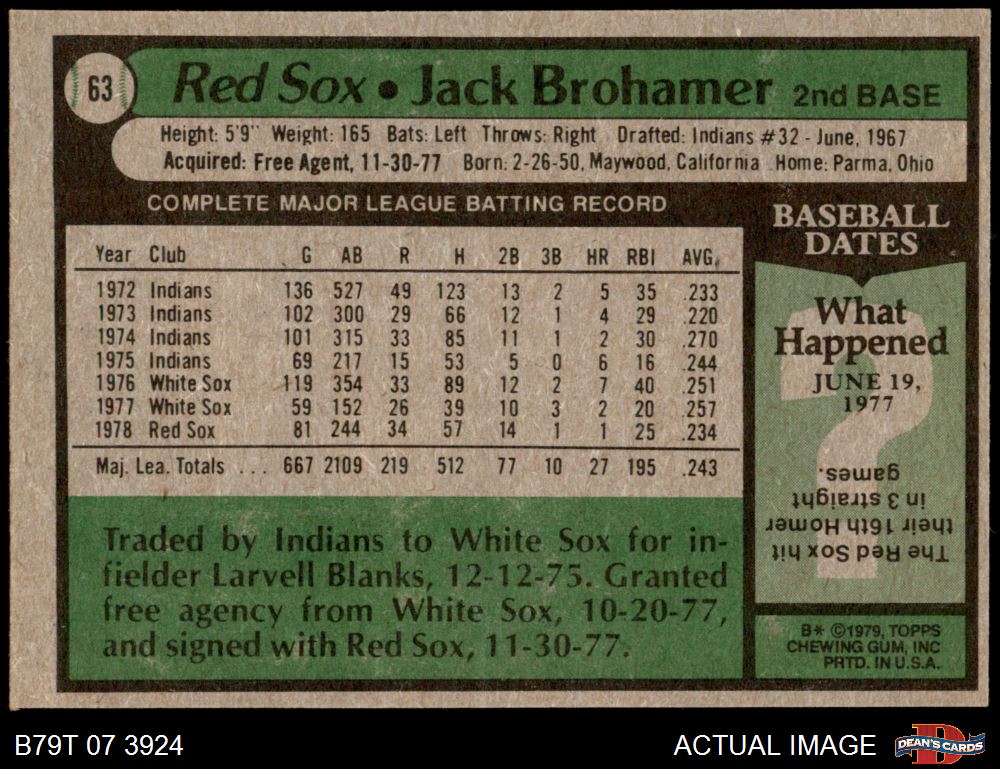 63
Red Sox • Jack Brohamer 2nd BASE
Height: 5'9" Weight: 165 Bats: Left Throws: Right Drafted: Indians #32 - June, 1967
Acquired: Free Agent, 11-30-77 Born: 2-26-50, Maywood, California Home: Parma, Ohio
COMPLETE MAJOR LEAGUE BATTING RECORD
Year Club G AB R H 2B 3B HR RBI AVG.
1972 Indians 136 527 49 123 13 2 5 35 .233
1973 Indians 102 300 29 66 12 1 4 29 .220
1974 Indians 101 315 33 85 11 1 2 30 .270
1975 Indians 69 217 15 53 5 0 6 16 .244
1976 White Sox 119 354 33 89 12 2 7 40 .251
1977 White Sox 59 152 26 39 10 3 2 20 .257
1978 Red Sox 81 244 34 57 14 1 1 25 .234
Maj. Lea. Totals ... 667 2109 219 512 77 10 27 195 .243
Traded by Indians to White Sox for in-
fielder Larvell Blanks, 12-12-75. Granted
free agency from White Sox, 10-20-77,
and signed with Red Sox, 11-30-77.
BASEBALL
DATES
What
Happened
JUNE 19,
1977
?
The Red Sox hit
their 16th Homer
in 3 straight
games.
B* ©1979, TOPPS
CHEWING GUM, INC
PRTD. IN U.S.A.
B79T 07 3924
ACTUAL IMAGE
D
DEAN'S CARDS